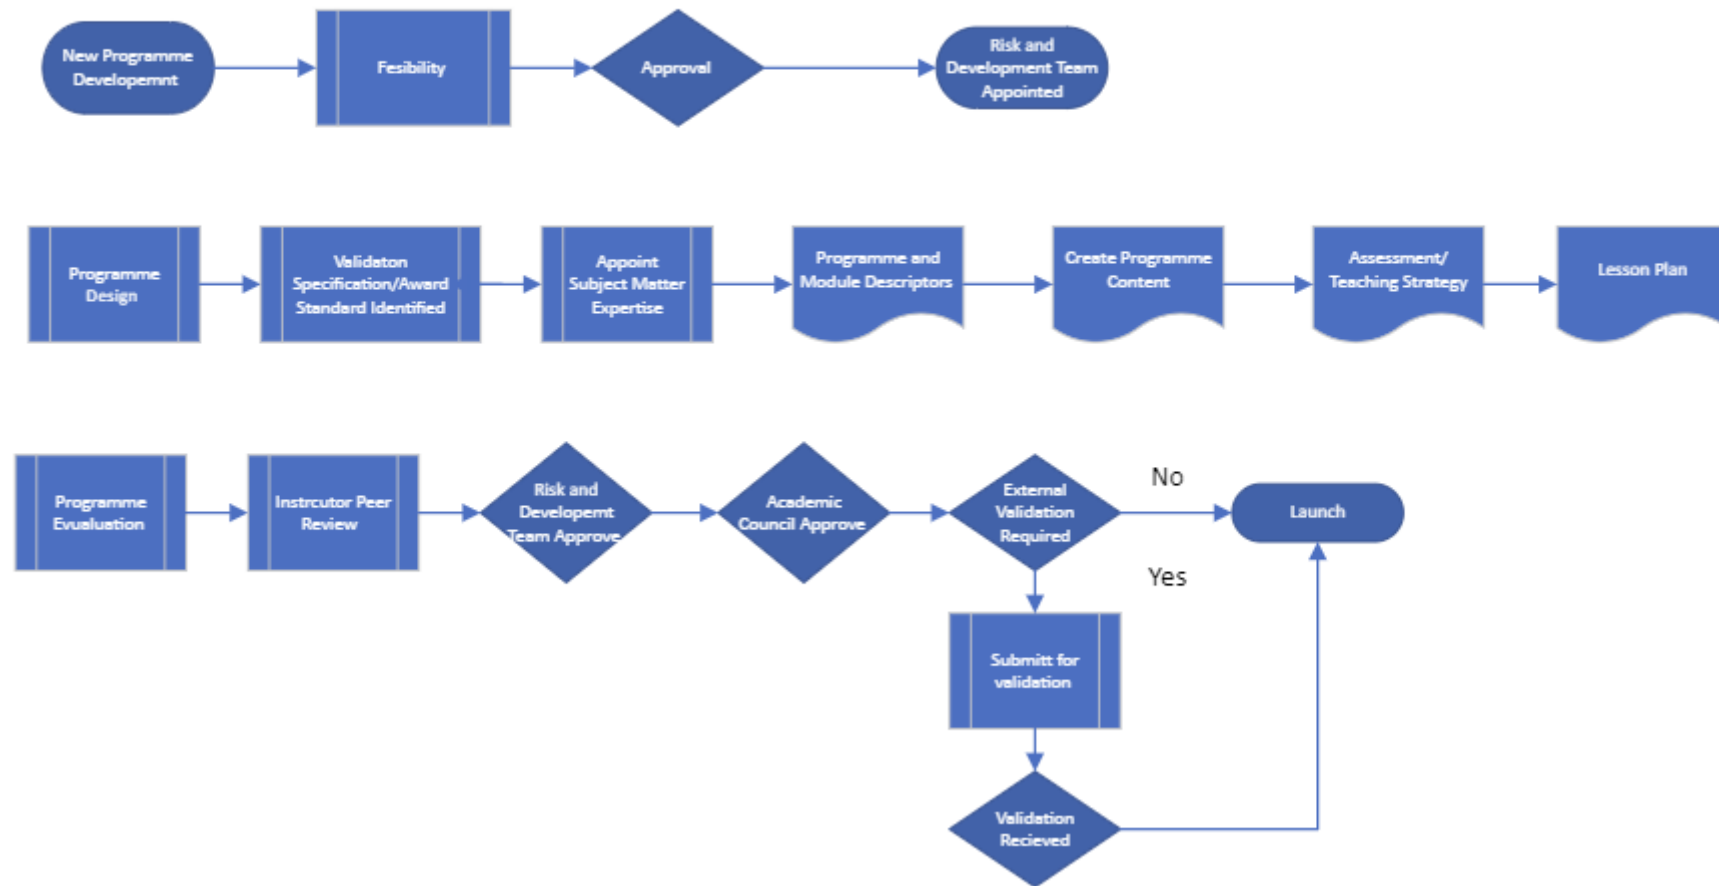 New Programme
Developemnt
Fesibility
Approval
Risk and
Development Team
Appointed
Programme
Design
Validaton
Specification/Award
Standard Identified
Appoint
Subject Matter
Expertise
Programme and
Module Descriptors
Create Programme
Content
Assessment/
Teaching Strategy
Lesson Plan
Programme
Evualuation
Instrcutor Peer
Review
Risk and
Developemt
Team Approve
Academic
Council Approve
External
Validation
Required
No
Launch
Yes
Submitt for
validation
Validation
Recieved